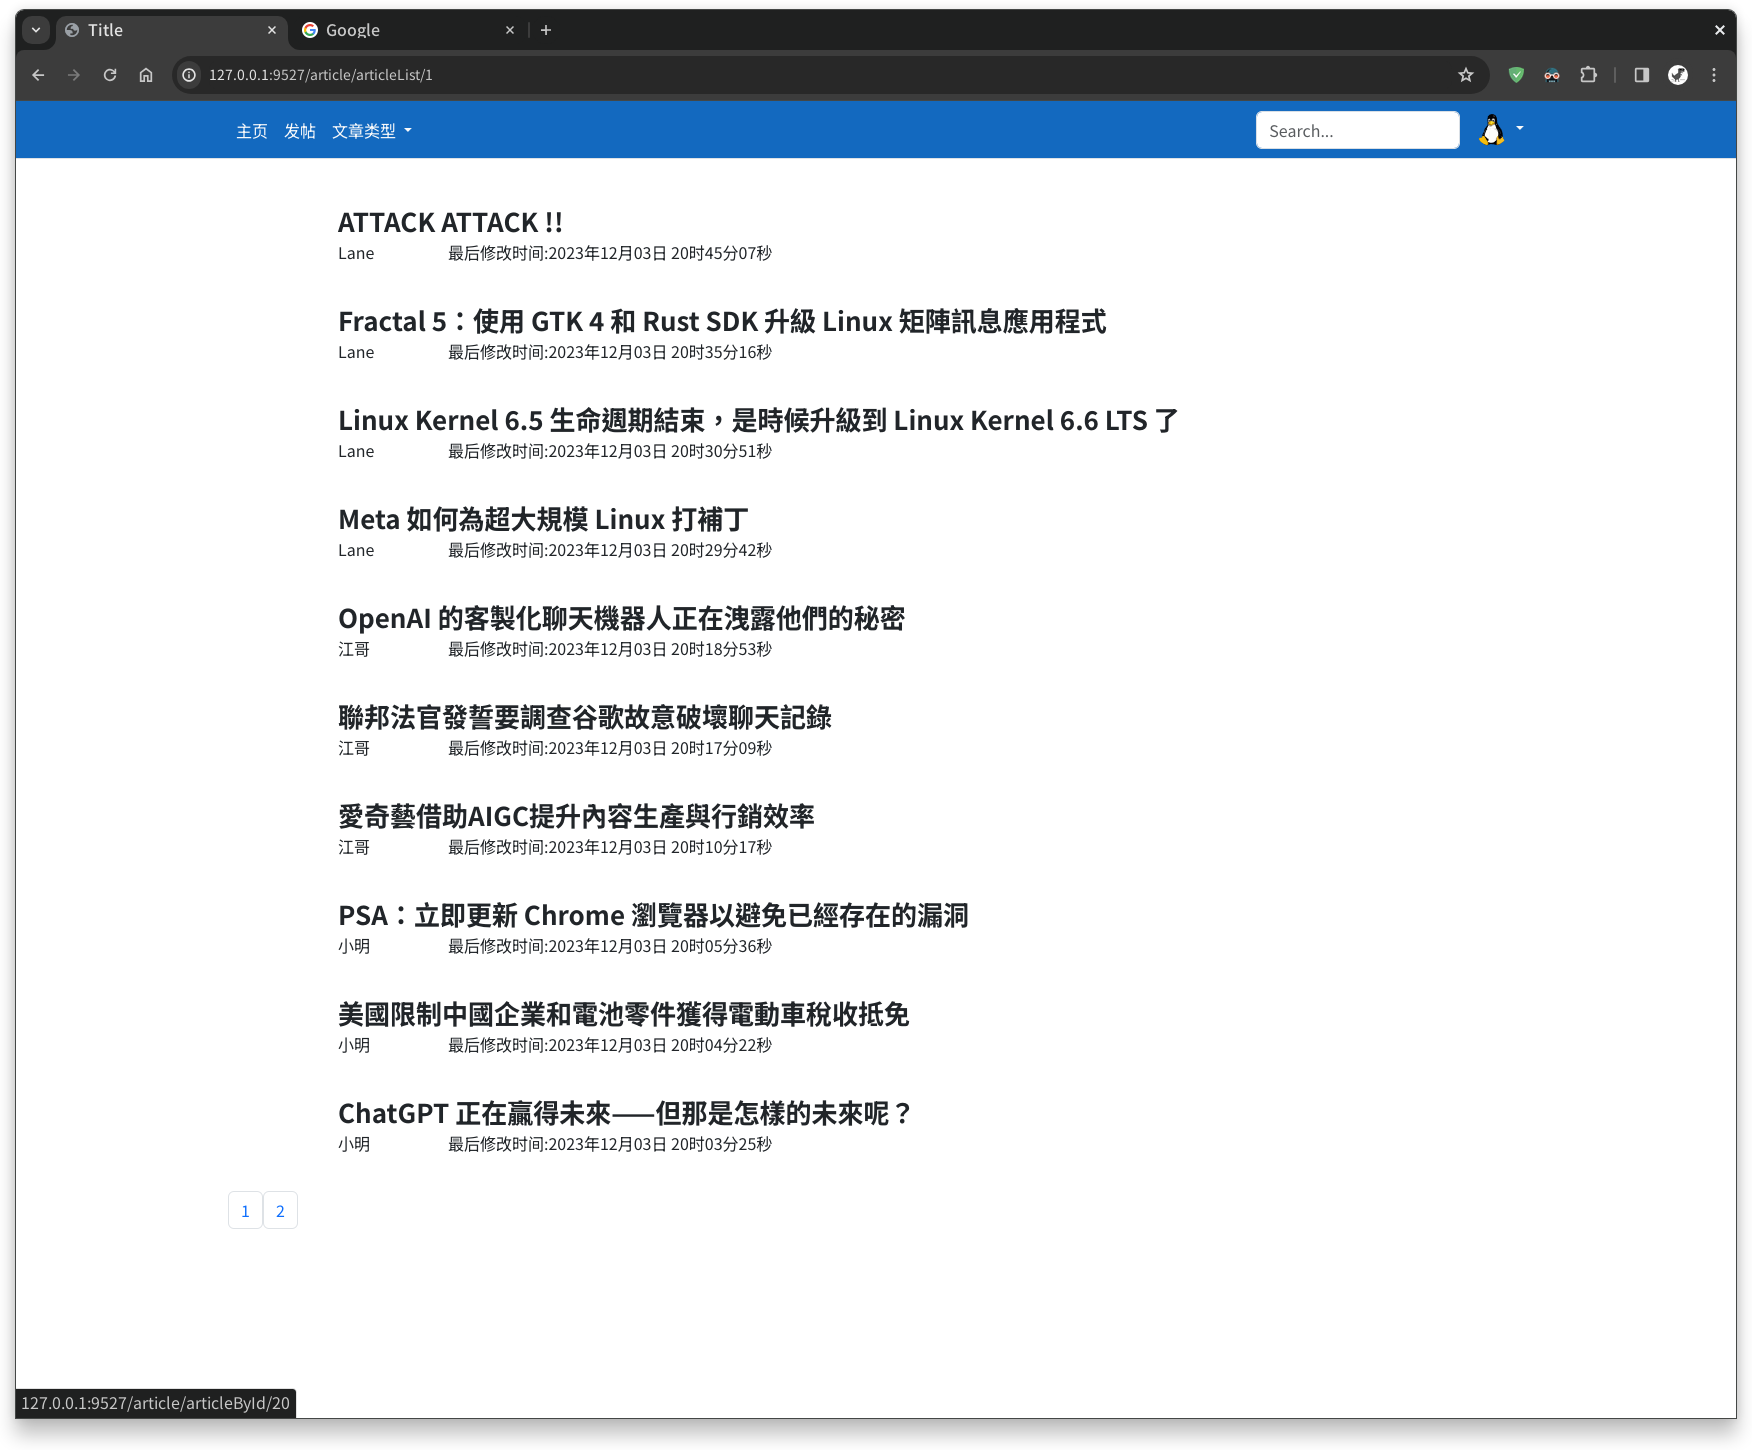 Title
Google
127.0.0.1:9527/article/articleList/1
主页 发帖 文章类型
Search...
ATTACK ATTACK !!
Lane 最后修改时间:2023年12月03日 20时45分07秒
Fractal 5：使用 GTK 4 和 Rust SDK 升級 Linux 矩陣訊息應用程式
Lane 最后修改时间:2023年12月03日 20时35分16秒
Linux Kernel 6.5 生命週期結束，是時候升級到 Linux Kernel 6.6 LTS 了
Lane 最后修改时间:2023年12月03日 20时30分51秒
Meta 如何為超大規模 Linux 打補丁
Lane 最后修改时间:2023年12月03日 20时29分42秒
OpenAI 的客製化聊天機器人正在洩露他們的秘密
江哥 最后修改时间:2023年12月03日 20时18分53秒
聯邦法官發誓要調查谷歌故意破壞聊天記錄
江哥 最后修改时间:2023年12月03日 20时17分09秒
愛奇藝借助AIGC提升內容生產與行銷效率
江哥 最后修改时间:2023年12月03日 20时10分17秒
PSA：立即更新 Chrome 瀏覽器以避免已經存在的漏洞
小明 最后修改时间:2023年12月03日 20时05分36秒
美國限制中國企業和電池零件獲得電動車稅收抵免
小明 最后修改时间:2023年12月03日 20时04分22秒
ChatGPT 正在贏得未來——但那是怎樣的未來呢？
小明 最后修改时间:2023年12月03日 20时03分25秒
1 2
127.0.0.1:9527/article/articleById/20